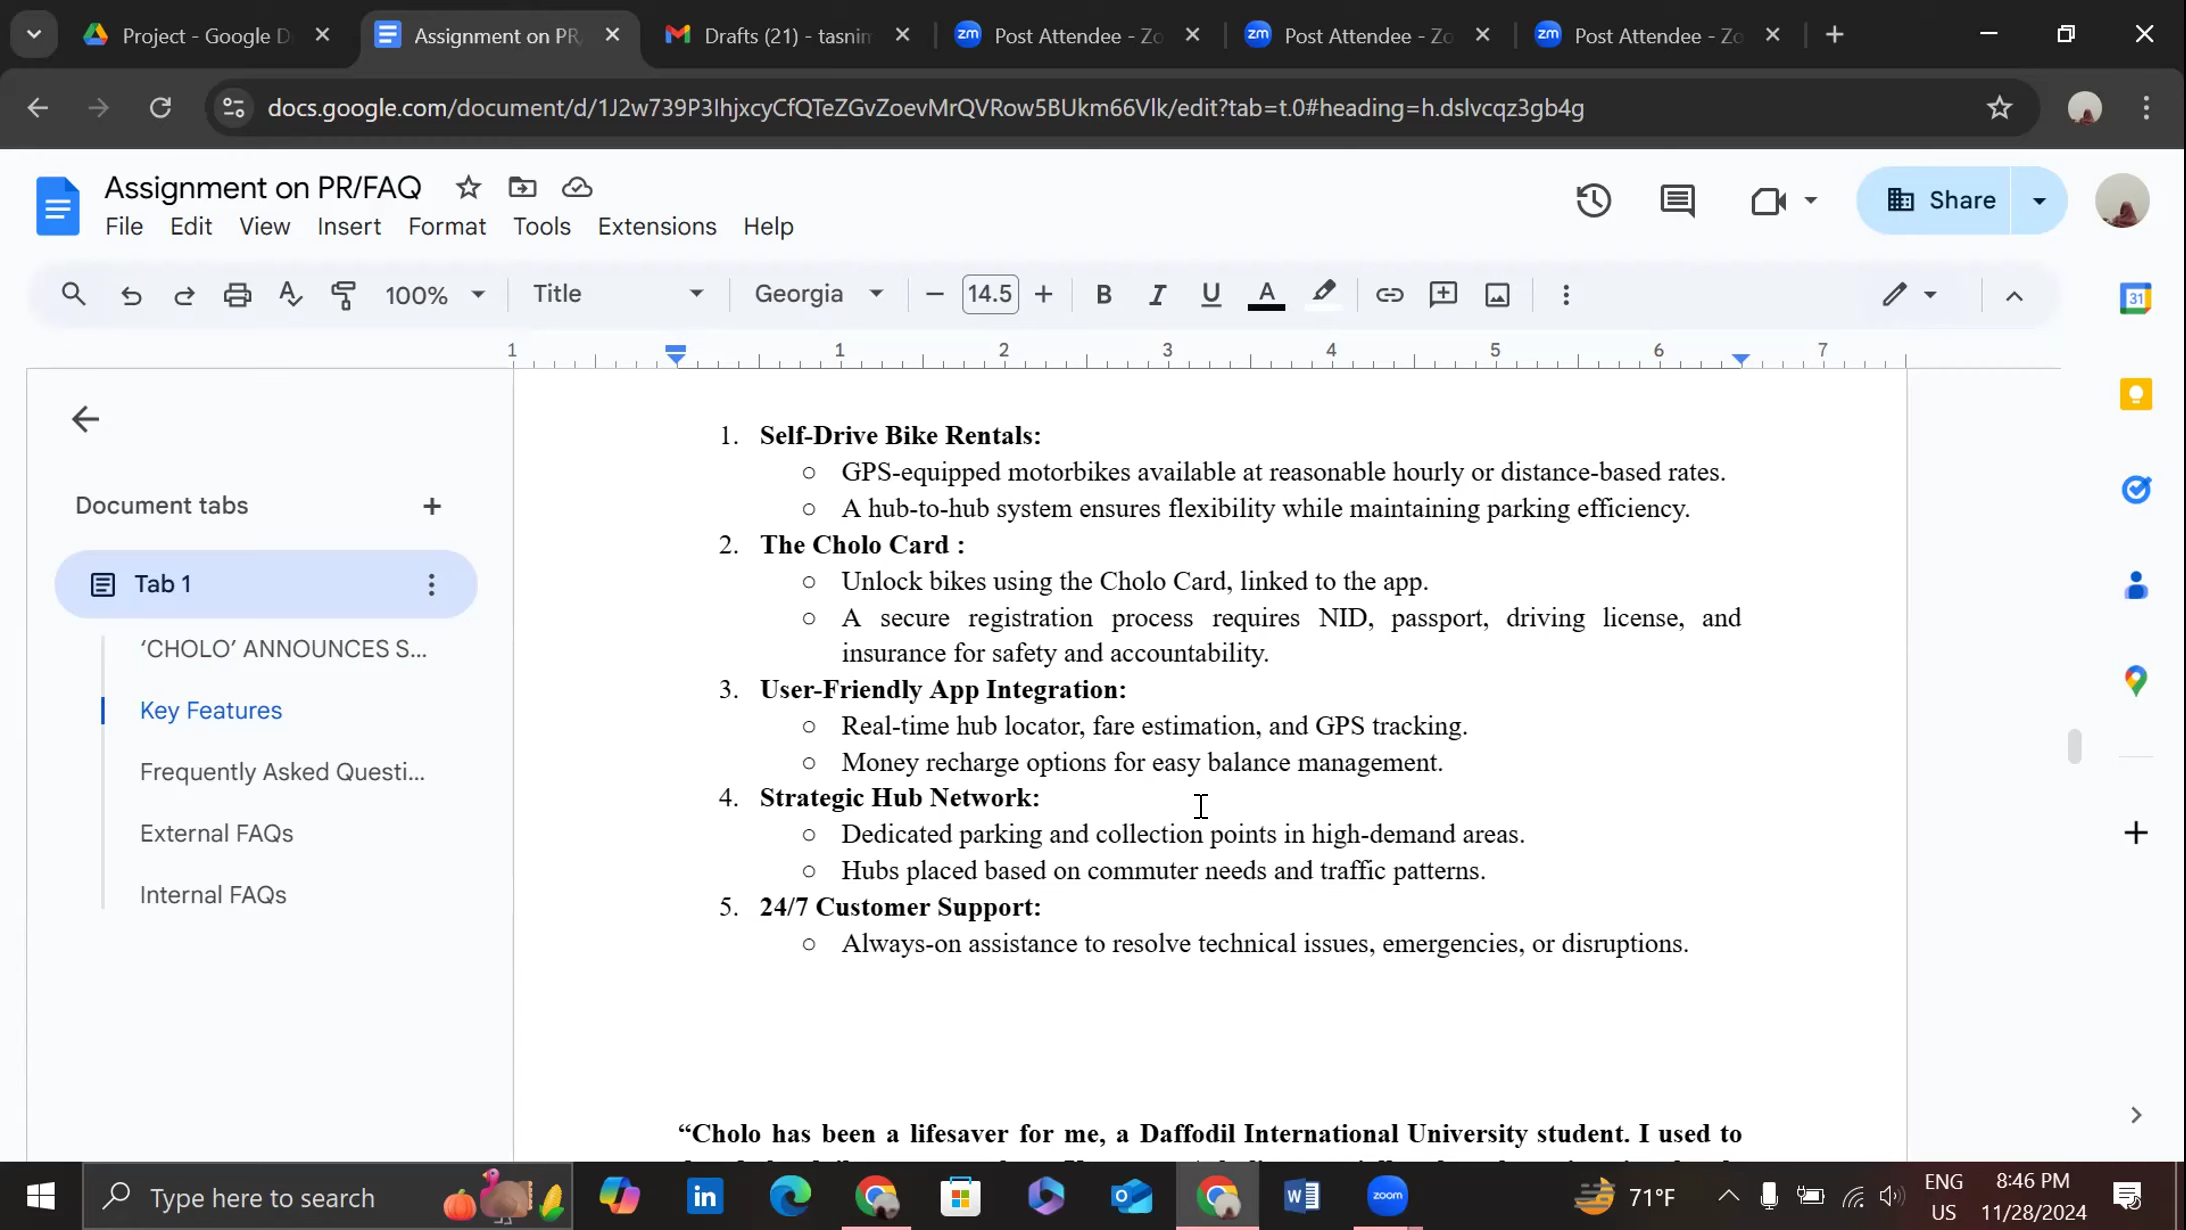 Project - Google D
Assignment on PR
Drafts (21) - tasnim
zm Post Attendee - Zo
zm Post Attendee - Zo
zm Post Attendee - Zo
docs.google.com/document/d/1J2w739P3IhjxcyCfQTeZGvZoevMrQVRow5BUkm66Vlk/edit?tab=t.0#heading=h.dslvcqz3gb4g
Assignment on PR/FAQ
Share
File Edit View Insert Format Tools Extensions Help
100% Title Georgia 14.5 B I U A
31
1 1 2 3 4 5 6 7
Document tabs
Tab 1
‘CHOLO’ ANNOUNCES S...
Key Features
Frequently Asked Questi...
External FAQs
Internal FAQs
1. Self-Drive Bike Rentals:
GPS-equipped motorbikes available at reasonable hourly or distance-based rates.
A hub-to-hub system ensures flexibility while maintaining parking efficiency.
2. The Cholo Card :
Unlock bikes using the Cholo Card, linked to the app.
A secure registration process requires NID, passport, driving license, and
insurance for safety and accountability.
3. User-Friendly App Integration:
Real-time hub locator, fare estimation, and GPS tracking.
Money recharge options for easy balance management.
4. Strategic Hub Network:
Dedicated parking and collection points in high-demand areas.
Hubs placed based on commuter needs and traffic patterns.
5. 24/7 Customer Support:
Always-on assistance to resolve technical issues, emergencies, or disruptions.
“Cholo has been a lifesaver for me, a Daffodil International University student. I used to
Type here to search
in
W
zoom
71°F
ENG
US
8:46 PM
11/28/2024